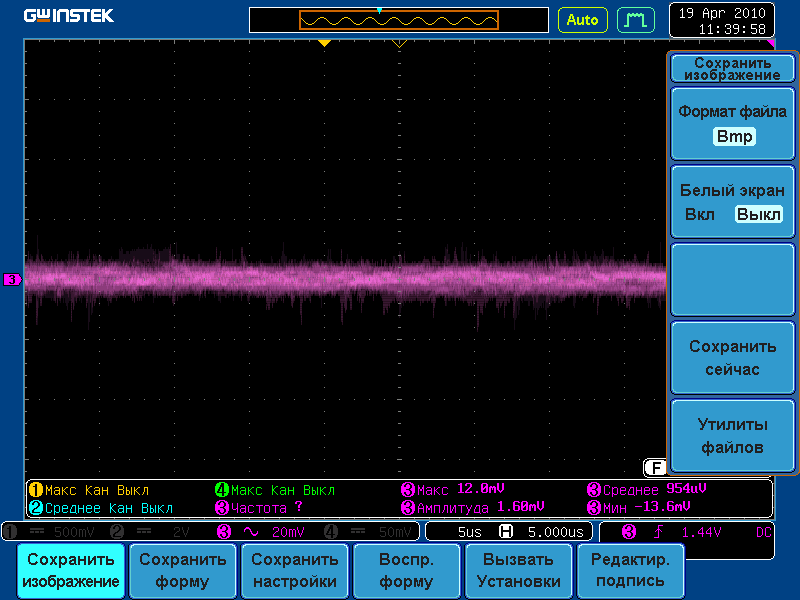 GWINSTEK
Auto
19 Apr 2010
11:39:58
Сохранить
изображение
Формат файла
Bmp
Белый экран
Вкл Выкл
3
Сохранить
сейчас
Утилиты
файлов
F
1 Макс Кан Выкл 4 Макс Кан Выкл 3 Макс 12.0mV 3 Среднее 954uV
2 Среднее Кан Выкл 3 Частота ? 3 Амплитуда 1.60mV 3 Мин -13.6mV
1 500mV 2 2V 3 20mV 4 50mV 5us H 5.000us 3 1.44V DC
Сохранить
изображение
Сохранить
форму
Сохранить
настройки
Воспр.
форму
Вызвать
Установки
Редактир.
подпись